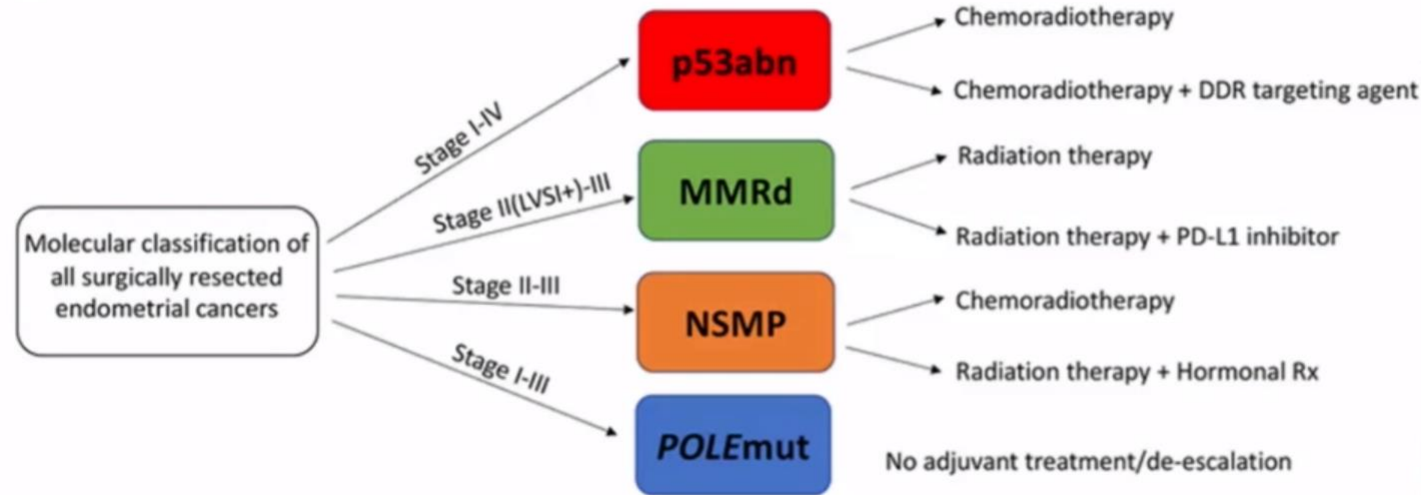 Molecular classification of
all surgically resected
endometrial cancers
Stage I-IV
Stage II(LVSI+)-III
Stage II-III
Stage I-III
p53abn
Chemoradiotherapy
Chemoradiotherapy + DDR targeting agent
MMRd
Radiation therapy
Radiation therapy + PD-L1 inhibitor
NSMP
Chemoradiotherapy
Radiation therapy + Hormonal Rx
POLEmut
No adjuvant treatment/de-escalation